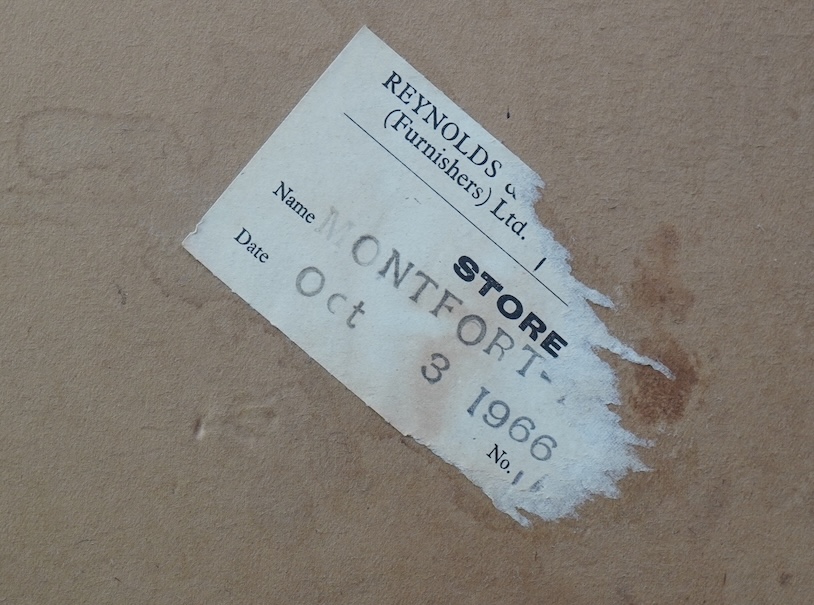 REYNOLDS &
(Furnishers) Ltd.
STORE
Name MONTFORT-
Date Oct 3 1966
No.